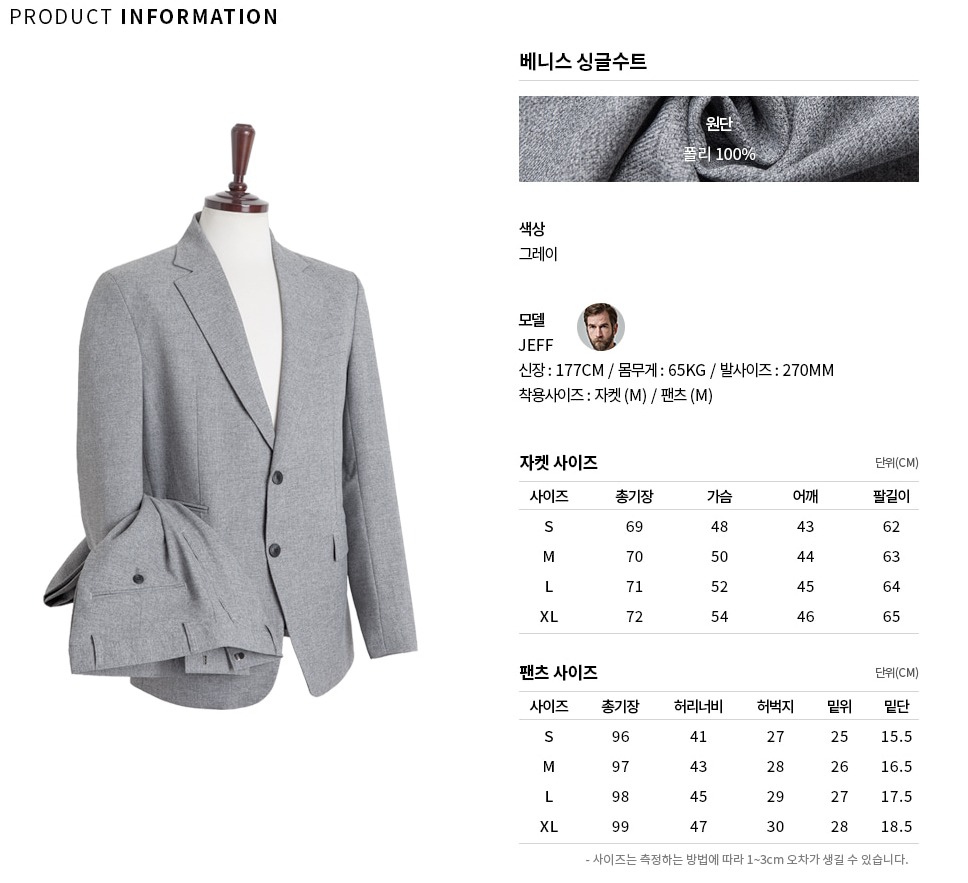 PRODUCT INFORMATION
베니스 싱글수트
원단
폴리 100%
색상
그레이
모델
JEFF
신장 : 177CM / 몸무게 : 65KG / 발사이즈 : 270MM
착용사이즈 : 자켓 (M) / 팬츠 (M)
자켓 사이즈 단위(CM)
사이즈 총기장 가슴 어깨 팔길이
S 69 48 43 62
M 70 50 44 63
L 71 52 45 64
XL 72 54 46 65
팬츠 사이즈 단위(CM)
사이즈 총기장 허리너비 허벅지 밑위 밑단
S 96 41 27 25 15.5
M 97 43 28 26 16.5
L 98 45 29 27 17.5
XL 99 47 30 28 18.5
- 사이즈는 측정하는 방법에 따라 1~3cm 오차가 생길 수 있습니다.